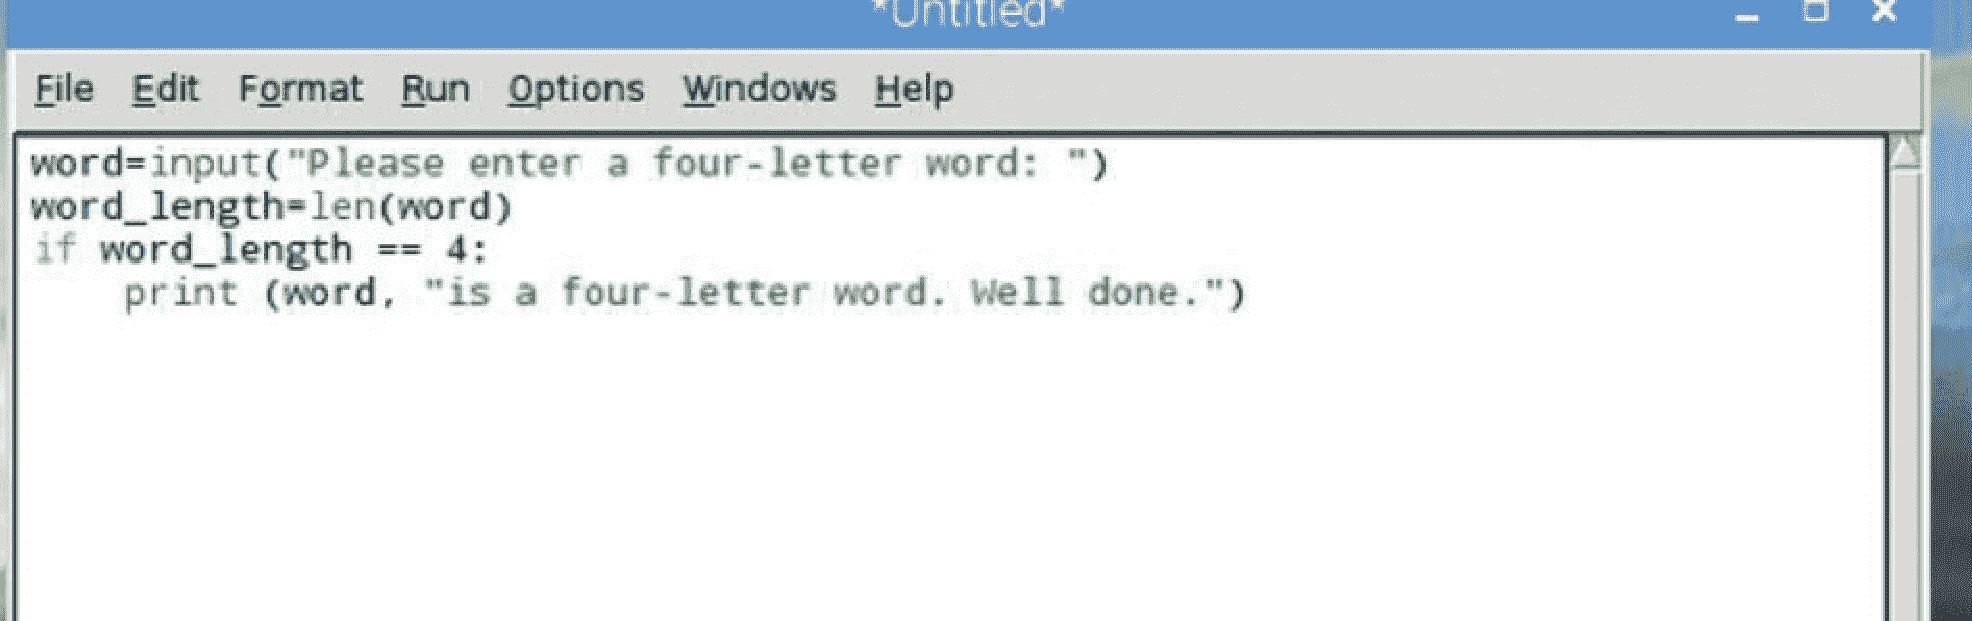 *Untitled*
File Edit Format Run Options Windows Help
word=input("Please enter a four-letter word: ")
word_length=len(word)
if word_length == 4:
    print (word, "is a four-letter word. Well done.")